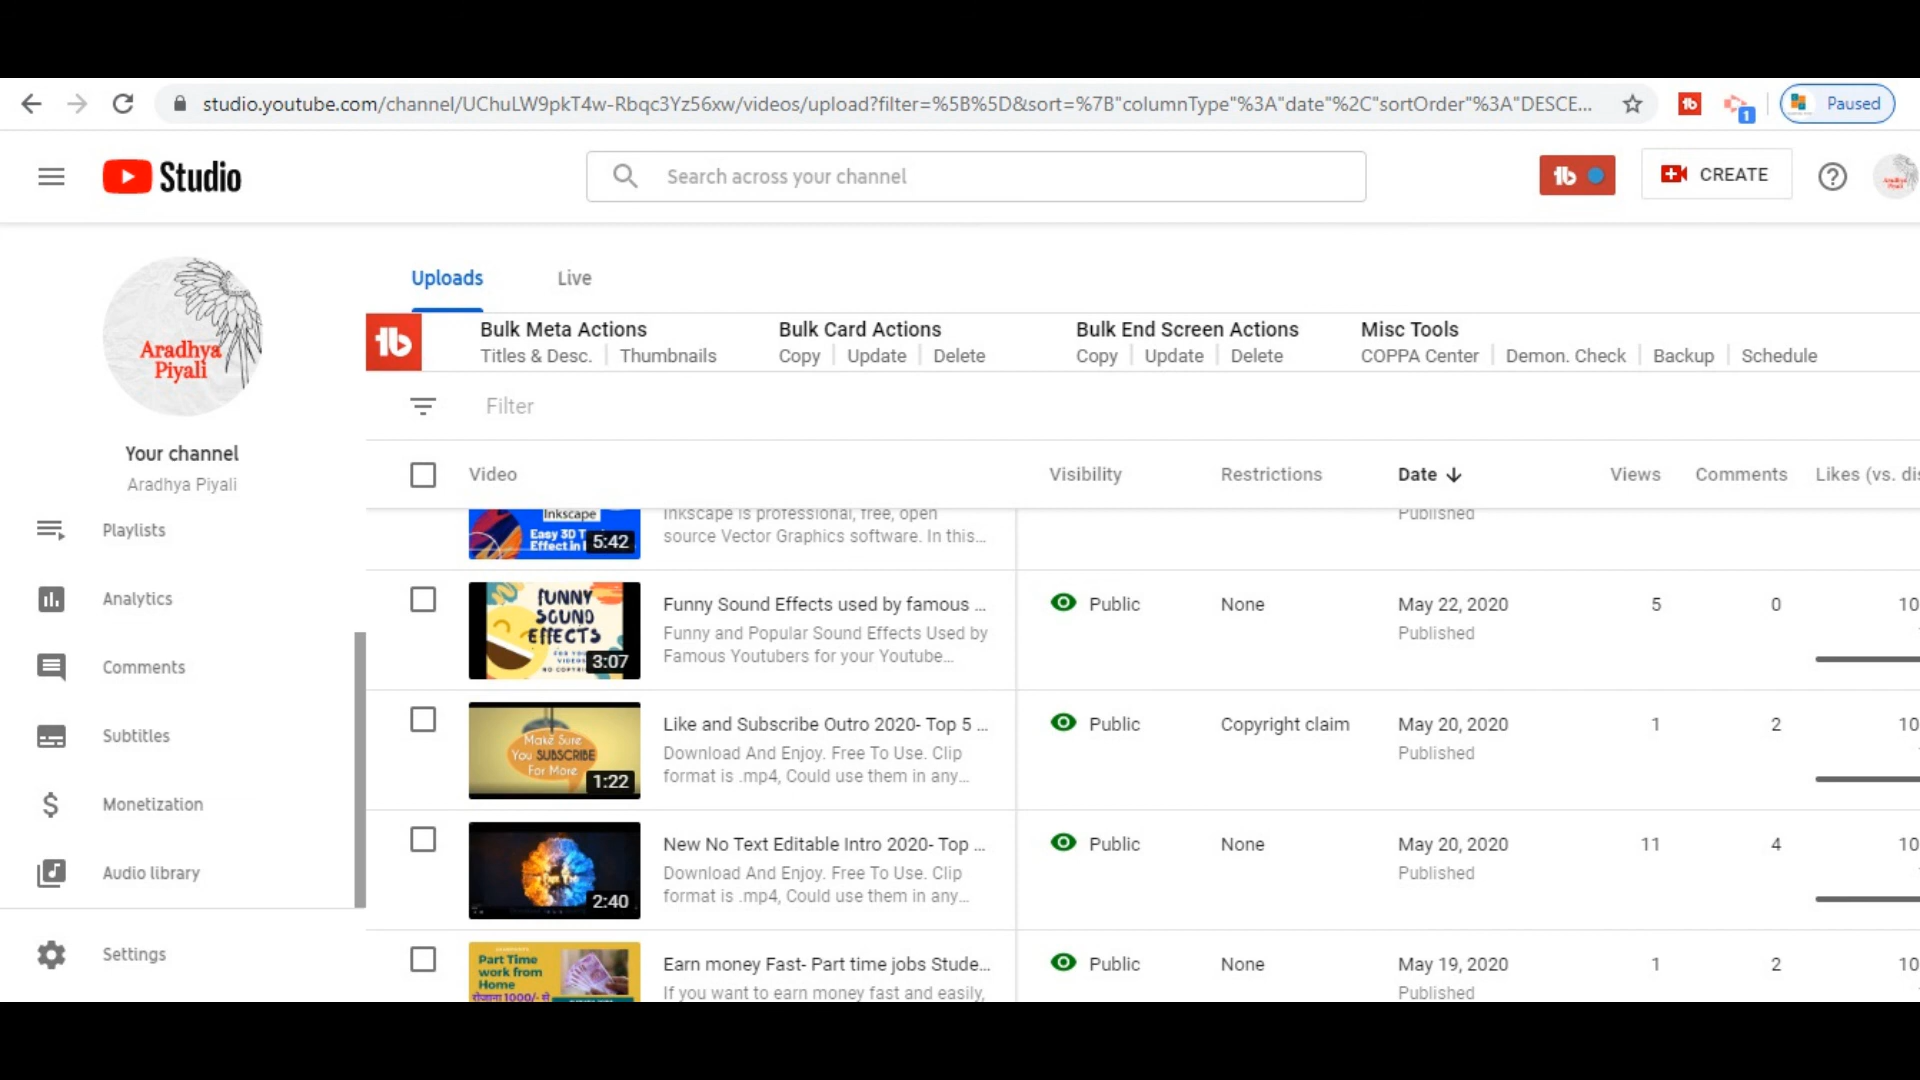 studio.youtube.com/channel/UChuLW9pkT4w-Rbqc3Yz56xw/videos/upload?filter=%5B%5D&sort=%7B"columnType"%3A"date"%2C"sortOrder"%3A"DESCE...
1
Paused
Studio
Search across your channel
CREATE
Aradhya
Piyali
Your channel
Aradhya Piyali
Playlists
Analytics
Comments
Subtitles
Monetization
Audio library
Settings
Uploads
Live
Bulk Meta Actions
Titles & Desc. Thumbnails
Bulk Card Actions
Copy Update Delete
Bulk End Screen Actions
Copy Update Delete
Misc Tools
COPPA Center Demon. Check Backup Schedule
Filter
Video Visibility Restrictions Date Views Comments Likes (vs. dis
Inkscape
Easy 3D T
Effect in
5:42
Inkscape is professional, free, open
source Vector Graphics software. In this...
Published
FUNNY
SOUND
EFFECTS
3:07
Funny Sound Effects used by famous ...
Funny and Popular Sound Effects Used by
Famous Youtubers for your Youtube...
Public None May 22, 2020 5 0 10
Published
Make Sure
You SUBSCRIBE
For More
1:22
Like and Subscribe Outro 2020- Top 5 ...
Download And Enjoy. Free To Use. Clip
format is .mp4, Could use them in any...
Public Copyright claim May 20, 2020 1 2 10
Published
2:40
New No Text Editable Intro 2020- Top ...
Download And Enjoy. Free To Use. Clip
format is .mp4, Could use them in any...
Public None May 20, 2020 11 4 10
Published
Part Time
work from
Home
रोजाना 1000/- से
Earn money Fast- Part time jobs Stude...
If you want to earn money fast and easily,
Public None May 19, 2020 1 2 10
Published